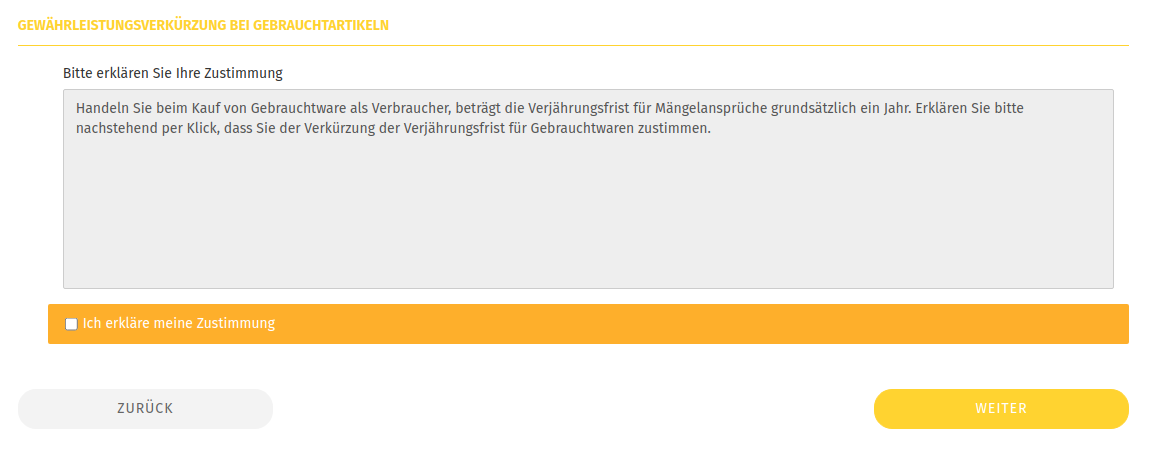 GEWÄHRLEISTUNGSVERKÜRZUNG BEI GEBRAUCHTARTIKELN
Bitte erklären Sie Ihre Zustimmung
Handeln Sie beim Kauf von Gebrauchtware als Verbraucher, beträgt die Verjährungsfrist für Mängelansprüche grundsätzlich ein Jahr. Erklären Sie bitte
nachstehend per Klick, dass Sie der Verkürzung der Verjährungsfrist für Gebrauchtwaren zustimmen.
Ich erkläre meine Zustimmung
ZURÜCK
WEITER